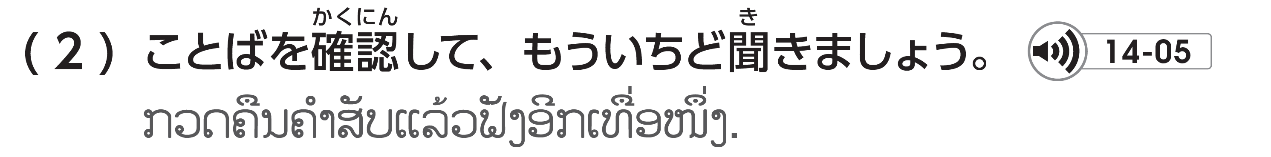 かくにん き
( 2 ) ことばを確認して、もういちど聞きましょう。 14-05
ກວດຄືນຄຳສັບແລ້ວຟັງອີກເທື່ອໜຶ່ງ.